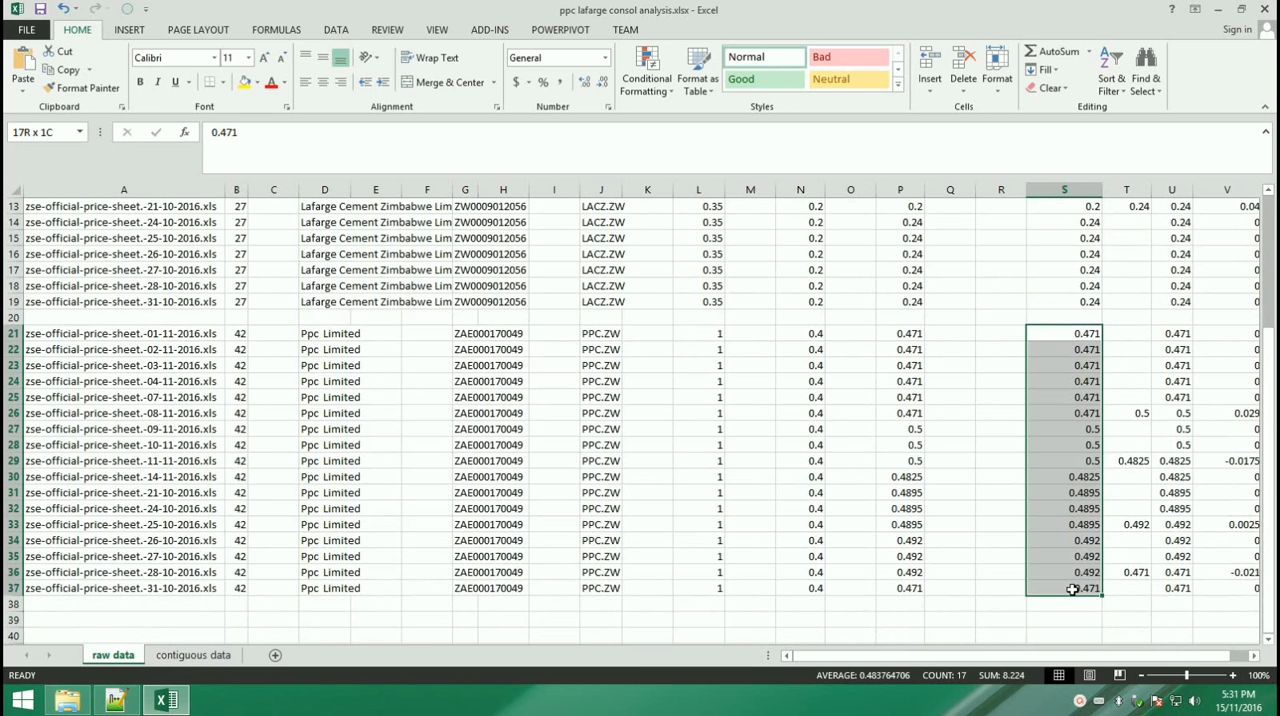 ppc lafarge consol analysis.xlsx - Excel
FILE HOME INSERT PAGE LAYOUT FORMULAS DATA REVIEW VIEW ADD-INS POWERPIVOT TEAM Sign in
Paste Cut Copy Format Painter
Calibri 11
B I U
Wrap Text
Merge & Center
General
$ % ,
Conditional Formatting
Format as Table
Normal Bad
Good Neutral
Insert Delete Format
AutoSum
Fill
Clear
Sort & Filter
Find & Select
Clipboard Font Alignment Number Styles Cells Editing
17R x 1C fx 0.471
A B C D E F G H I J K L M N O P Q R S T U V
13 zse-official-price-sheet.-21-10-2016.xls 27 Lafarge Cement Zimbabwe Lim ZW0009012056 LACZ.ZW 0.35 0.2 0.2 0.2 0.24 0.24 0.04
14 zse-official-price-sheet.-24-10-2016.xls 27 Lafarge Cement Zimbabwe Lim ZW0009012056 LACZ.ZW 0.35 0.2 0.24 0.24 0.24 0
15 zse-official-price-sheet.-25-10-2016.xls 27 Lafarge Cement Zimbabwe Lim ZW0009012056 LACZ.ZW 0.35 0.2 0.24 0.24 0.24 0
16 zse-official-price-sheet.-26-10-2016.xls 27 Lafarge Cement Zimbabwe Lim ZW0009012056 LACZ.ZW 0.35 0.2 0.24 0.24 0.24 0
17 zse-official-price-sheet.-27-10-2016.xls 27 Lafarge Cement Zimbabwe Lim ZW0009012056 LACZ.ZW 0.35 0.2 0.24 0.24 0.24 0
18 zse-official-price-sheet.-28-10-2016.xls 27 Lafarge Cement Zimbabwe Lim ZW0009012056 LACZ.ZW 0.35 0.2 0.24 0.24 0.24 0
19 zse-official-price-sheet.-31-10-2016.xls 27 Lafarge Cement Zimbabwe Lim ZW0009012056 LACZ.ZW 0.35 0.2 0.24 0.24 0.24 0
20
21 zse-official-price-sheet.-01-11-2016.xls 42 Ppc Limited ZAE000170049 PPC.ZW 1 0.4 0.471 0.471 0.471 0
22 zse-official-price-sheet.-02-11-2016.xls 42 Ppc Limited ZAE000170049 PPC.ZW 1 0.4 0.471 0.471 0.471 0
23 zse-official-price-sheet.-03-11-2016.xls 42 Ppc Limited ZAE000170049 PPC.ZW 1 0.4 0.471 0.471 0.471 0
24 zse-official-price-sheet.-04-11-2016.xls 42 Ppc Limited ZAE000170049 PPC.ZW 1 0.4 0.471 0.471 0.471 0
25 zse-official-price-sheet.-07-11-2016.xls 42 Ppc Limited ZAE000170049 PPC.ZW 1 0.4 0.471 0.471 0.471 0
26 zse-official-price-sheet.-08-11-2016.xls 42 Ppc Limited ZAE000170049 PPC.ZW 1 0.4 0.471 0.471 0.5 0.5 0.029
27 zse-official-price-sheet.-09-11-2016.xls 42 Ppc Limited ZAE000170049 PPC.ZW 1 0.4 0.5 0.5 0.5 0
28 zse-official-price-sheet.-10-11-2016.xls 42 Ppc Limited ZAE000170049 PPC.ZW 1 0.4 0.5 0.5 0.5 0
29 zse-official-price-sheet.-11-11-2016.xls 42 Ppc Limited ZAE000170049 PPC.ZW 1 0.4 0.5 0.5 0.4825 0.4825 -0.0175
30 zse-official-price-sheet.-14-11-2016.xls 42 Ppc Limited ZAE000170049 PPC.ZW 1 0.4 0.4825 0.4825 0.4825 0
31 zse-official-price-sheet.-21-10-2016.xls 42 Ppc Limited ZAE000170049 PPC.ZW 1 0.4 0.4895 0.4895 0.4895 0
32 zse-official-price-sheet.-24-10-2016.xls 42 Ppc Limited ZAE000170049 PPC.ZW 1 0.4 0.4895 0.4895 0.4895 0
33 zse-official-price-sheet.-25-10-2016.xls 42 Ppc Limited ZAE000170049 PPC.ZW 1 0.4 0.4895 0.4895 0.492 0.492 0.0025
34 zse-official-price-sheet.-26-10-2016.xls 42 Ppc Limited ZAE000170049 PPC.ZW 1 0.4 0.492 0.492 0.492 0
35 zse-official-price-sheet.-27-10-2016.xls 42 Ppc Limited ZAE000170049 PPC.ZW 1 0.4 0.492 0.492 0.492 0
36 zse-official-price-sheet.-28-10-2016.xls 42 Ppc Limited ZAE000170049 PPC.ZW 1 0.4 0.492 0.492 0.471 0.471 -0.021
37 zse-official-price-sheet.-31-10-2016.xls 42 Ppc Limited ZAE000170049 PPC.ZW 1 0.4 0.471 0.471 0.471 0
38
39
40
raw data contiguous data
READY AVERAGE: 0.483764706 COUNT: 17 SUM: 8.224 100%
5:31 PM
15/11/2016